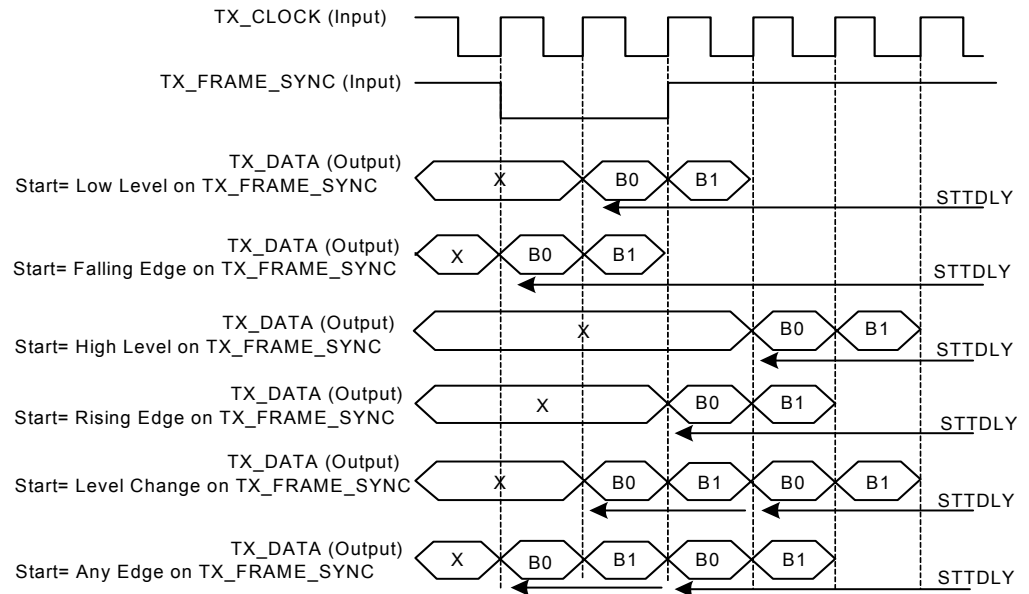 TX_CLOCK (Input)
TX_FRAME_SYNC (Input)
TX_DATA (Output)
Start= Low Level on TX_FRAME_SYNC
X B0 B1
STTDLY
TX_DATA (Output)
Start= Falling Edge on TX_FRAME_SYNC
X B0 B1
STTDLY
TX_DATA (Output)
Start= High Level on TX_FRAME_SYNC
X B0 B1
STTDLY
TX_DATA (Output)
Start= Rising Edge on TX_FRAME_SYNC
X B0 B1
STTDLY
TX_DATA (Output)
Start= Level Change on TX_FRAME_SYNC
X B0 B1 B0 B1
STTDLY
TX_DATA (Output)
Start= Any Edge on TX_FRAME_SYNC
X B0 B1 B0 B1
STTDLY